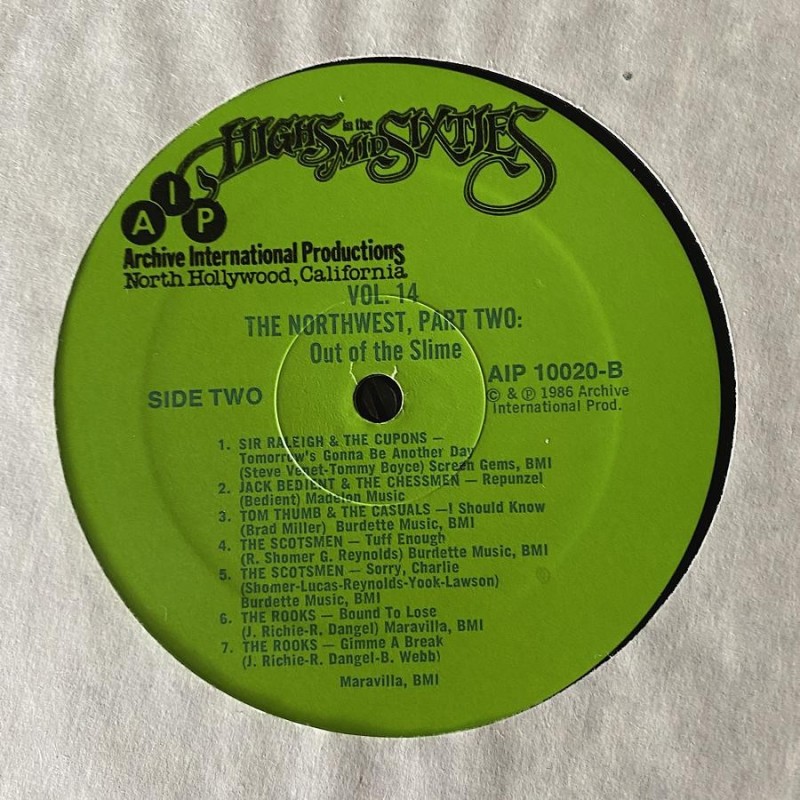 HIGHS in the MID SIXTIES
AIP
Archive International Productions
North Hollywood, California
VOL. 14
THE NORTHWEST, PART TWO:
Out of the Slime
SIDE TWO
AIP 10020-B
© & ℗ 1986 Archive
International Prod.
1. SIR RALEIGH & THE CUPONS —
Tomorrow's Gonna Be Another Day
(Steve Venet-Tommy Boyce) Screen Gems, BMI
2. JACK BEDIENT & THE CHESSMEN — Repunzel
(Bedient) Madelon Music
3. TOM THUMB & THE CASUALS —I Should Know
(Brad Miller) Burdette Music, BMI
4. THE SCOTSMEN — Tuff Enough
(R. Shomer G. Reynolds) Burdette Music, BMI
5. THE SCOTSMEN — Sorry, Charlie
(Shomer-Lucas-Reynolds-Yook-Lawson)
Burdette Music, BMI
6. THE ROOKS — Bound To Lose
(J. Richie-R. Dangel) Maravilla, BMI
7. THE ROOKS — Gimme A Break
(J. Richie-R. Dangel-B. Webb)
Maravilla, BMI